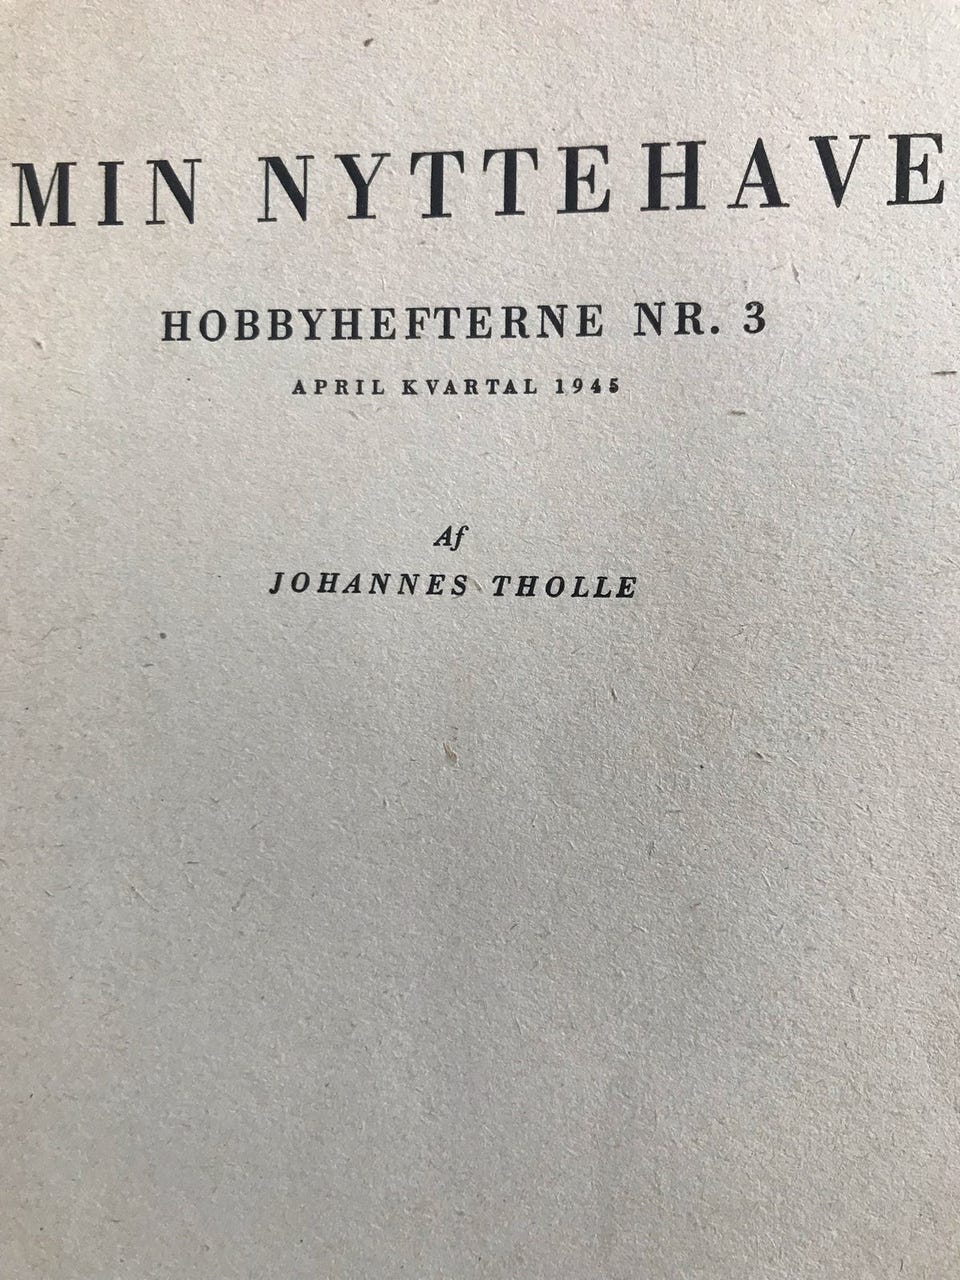 MIN NYTTEHAVE
HOBBYHEFTERNE NR. 3
APRIL KVARTAL 1945
Af
JOHANNES THOLLE